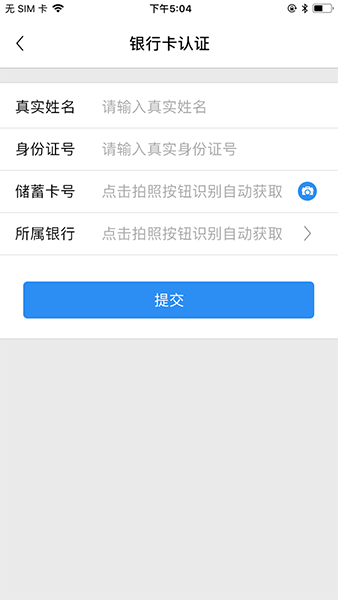 无 SIM 卡 下午5:04
银行卡认证
真实姓名 请输入真实姓名
身份证号 请输入真实身份证号
储蓄卡号 点击拍照按钮识别自动获取
所属银行 点击拍照按钮识别自动获取
提交